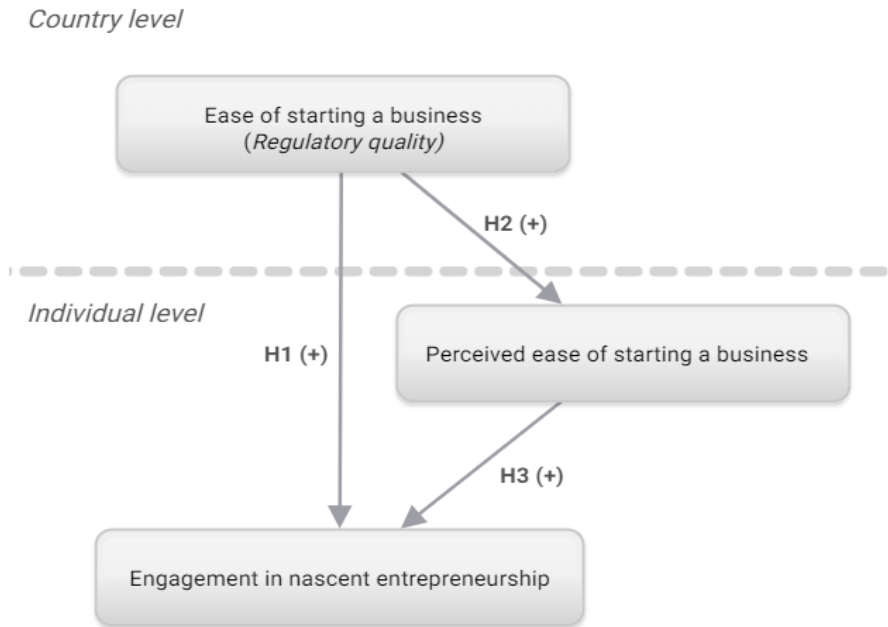 Country level
Ease of starting a business
(Regulatory quality)
H2 (+)
Individual level
H1 (+)
Perceived ease of starting a business
H3 (+)
Engagement in nascent entrepreneurship